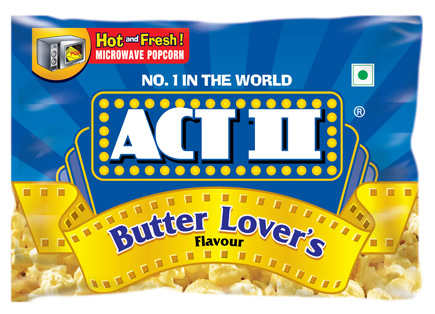 Hot and Fresh!
MICROWAVE POPCORN
NO. 1 IN THE WORLD
ACT II ®
Butter Lover's
Flavour